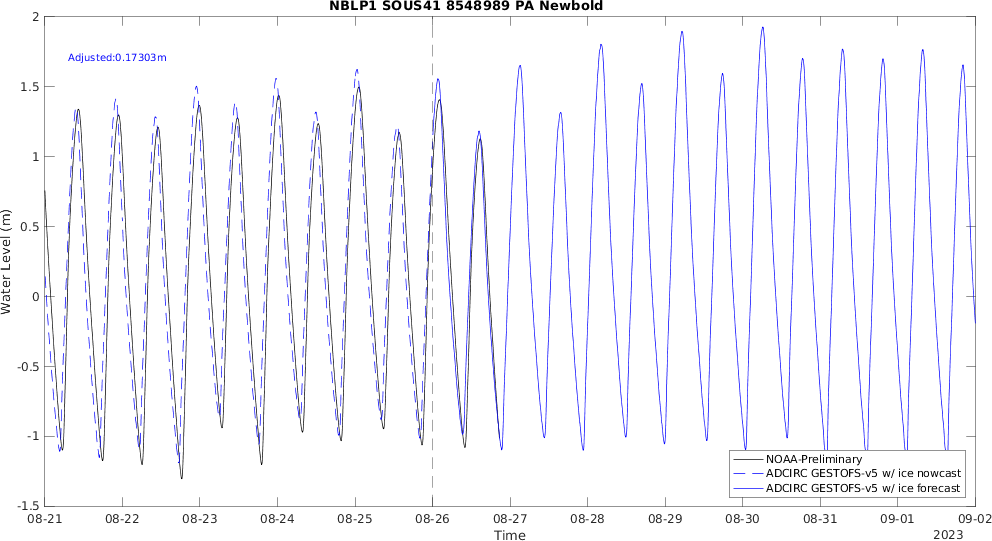 NBLP1 SOUS41 8548989 PA Newbold
Adjusted:0.17303m
2
1.5
1
0.5
0
-0.5
-1
-1.5
Water Level (m)
08-21 08-22 08-23 08-24 08-25 08-26 08-27 08-28 08-29 08-30 08-31 09-01 09-02
Time
2023
NOAA-Preliminary
ADCIRC GESTOFS-v5 w/ ice nowcast
ADCIRC GESTOFS-v5 w/ ice forecast